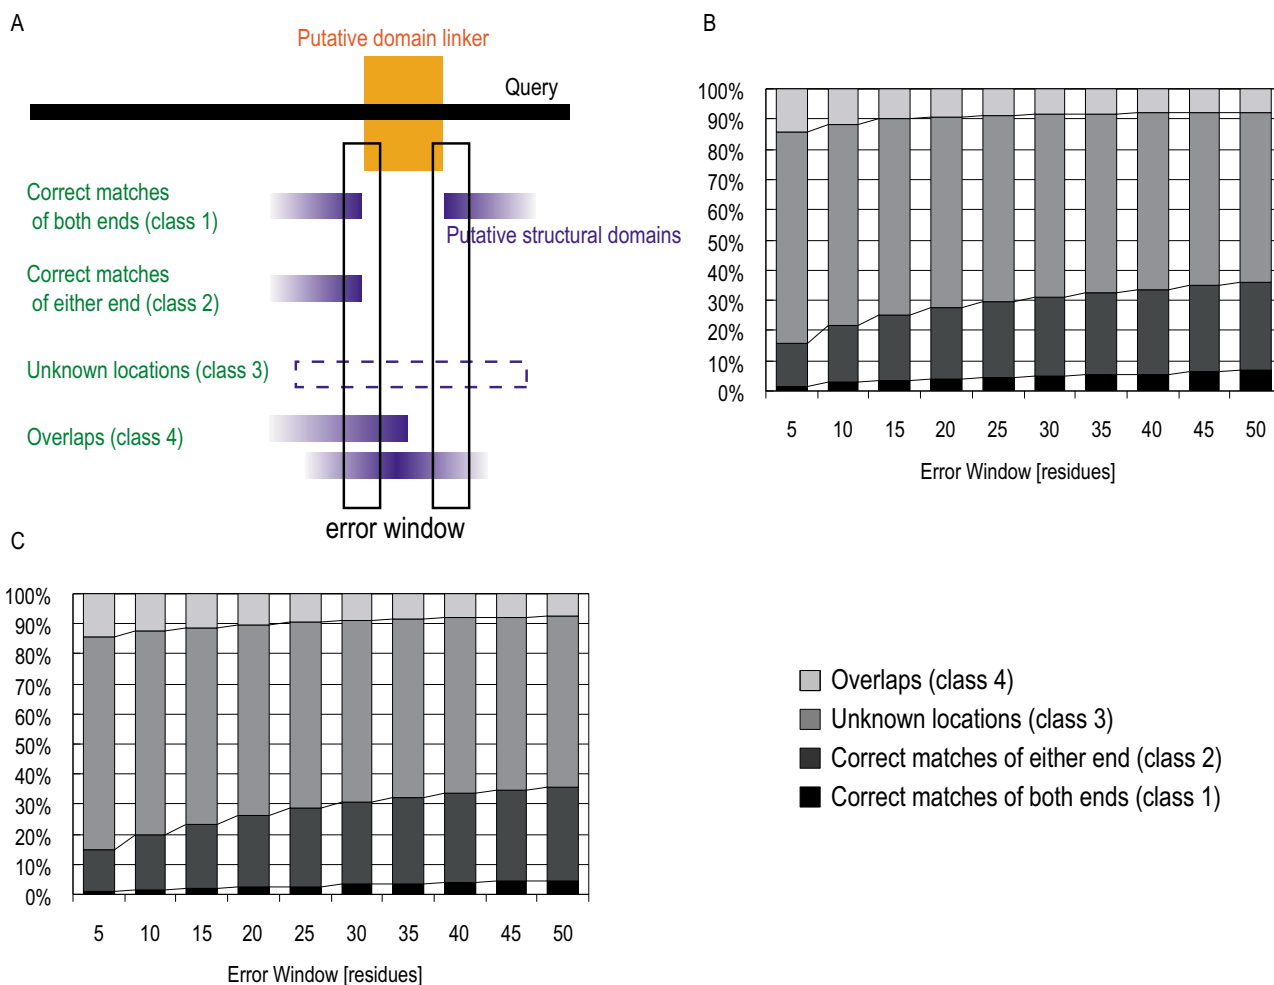 A
Putative domain linker
Query
Correct matches
of both ends (class 1)
Putative structural domains
Correct matches
of either end (class 2)
Unknown locations (class 3)
Overlaps (class 4)
error window
B
100%
90%
80%
70%
60%
50%
40%
30%
20%
10%
0%
5 10 15 20 25 30 35 40 45 50
Error Window [residues]
C
100%
90%
80%
70%
60%
50%
40%
30%
20%
10%
0%
5 10 15 20 25 30 35 40 45 50
Error Window [residues]
Overlaps (class 4)
Unknown locations (class 3)
Correct matches of either end (class 2)
Correct matches of both ends (class 1)